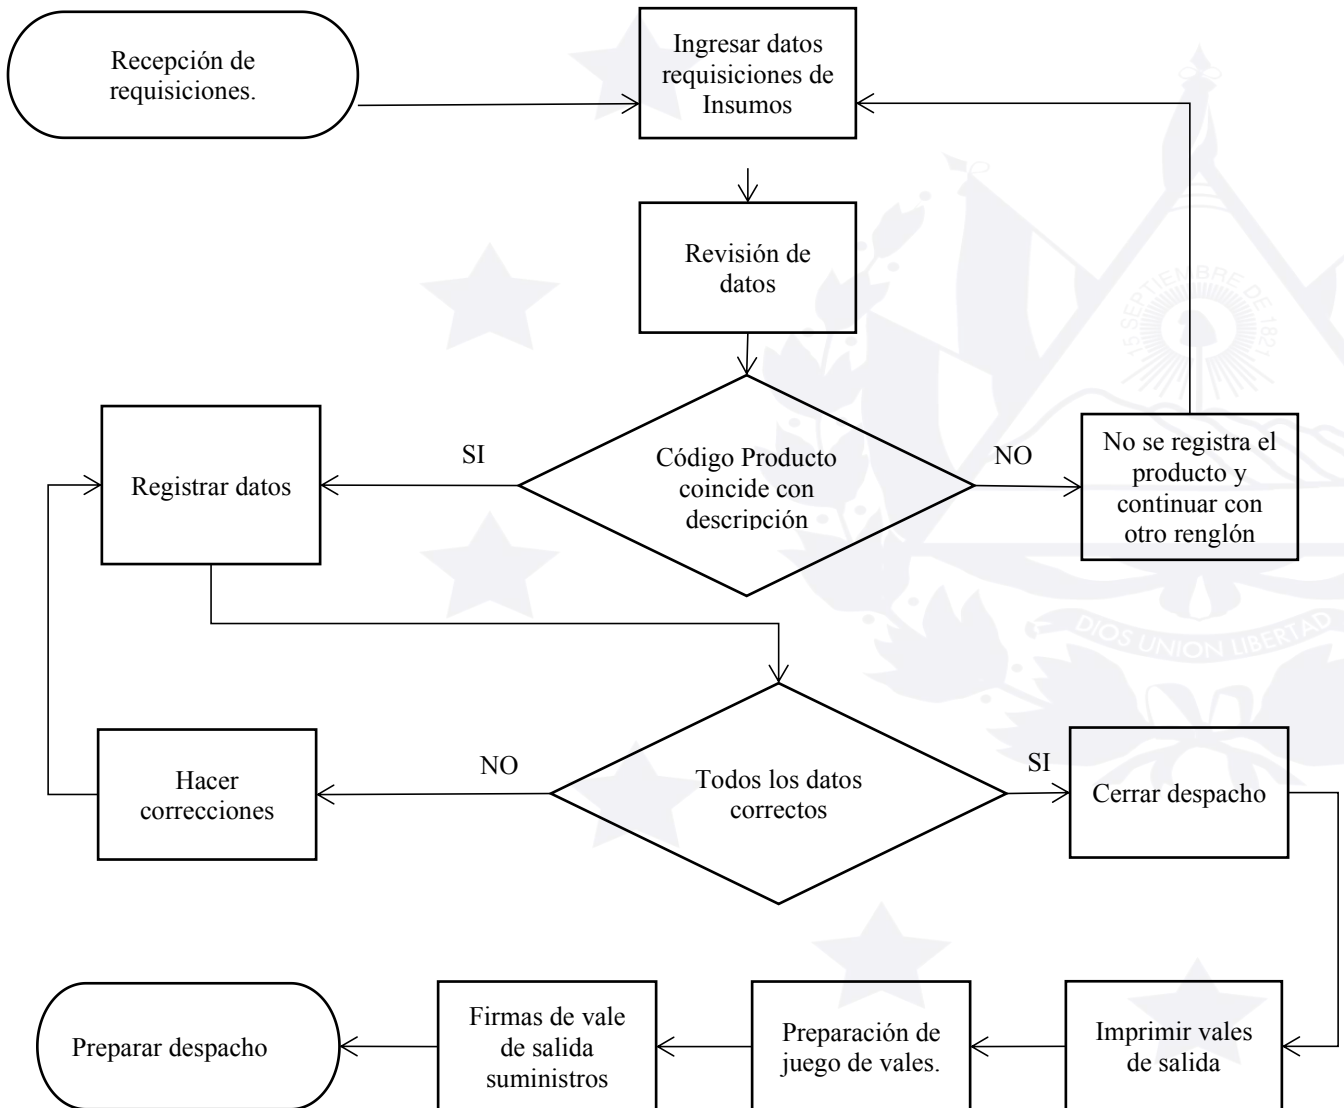 Recepción de
requisiciones.
Ingresar datos
requisiciones de
Insumos
Revisión de
datos
SI
Código Producto
coincide con
descripción
NO
Registrar datos
No se registra el
producto y
continuar con
otro renglón
15 SEPTIEMBRE DE 1821
DIOS UNION LIBERTAD
NO
Todos los datos
correctos
SI
Hacer
correcciones
Cerrar despacho
Preparar despacho
Firmas de vale
de salida
suministros
Preparación de
juego de vales.
Imprimir vales
de salida